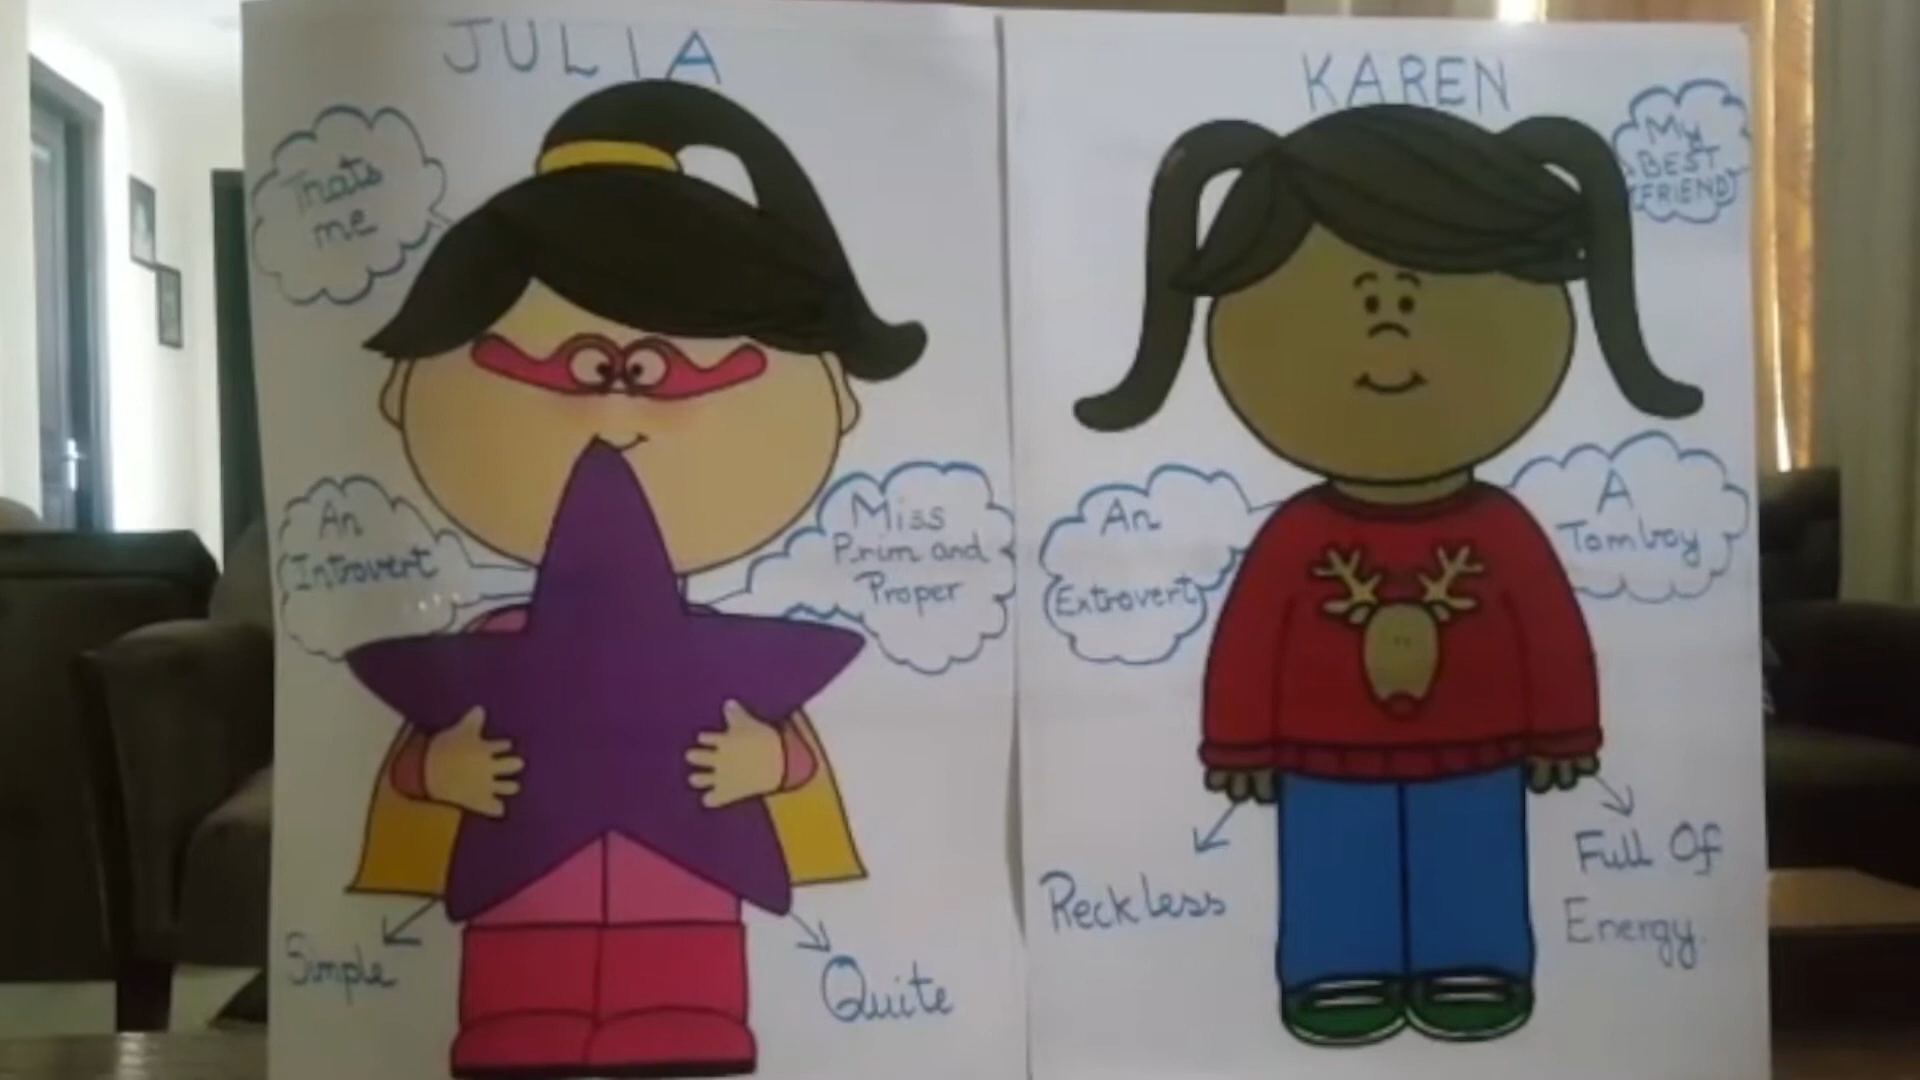 JULIA
Thats
me
An
Introvert
Miss
Prim and
Proper
Simple
Quite
KAREN
My
BEST
FRIEND
An
Extrovert
A
Tomboy
Reckless
Full Of
Energy.